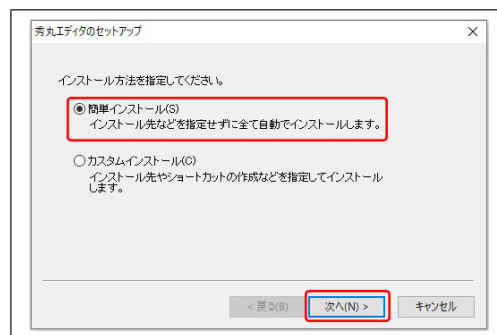 秀丸エディタのセットアップ
インストール方法を指定してください。
簡単インストール(S)
インストール先などを指定せずに全て自動でインストールします。
カスタムインストール(C)
インストール先やショートカットの作成などを指定してインストール
します。
< 戻る(B)
次へ(N) >
キャンセル